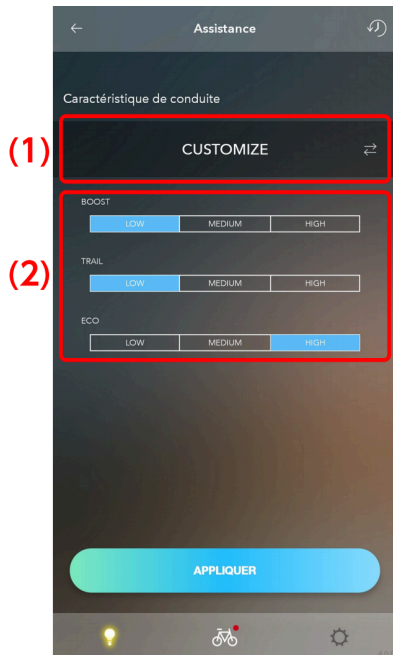 Assistance
Caractéristique de conduite
(1)
CUSTOMIZE
(2)
BOOST
LOW MEDIUM HIGH
TRAIL
LOW MEDIUM HIGH
ECO
LOW MEDIUM HIGH
APPLIQUER